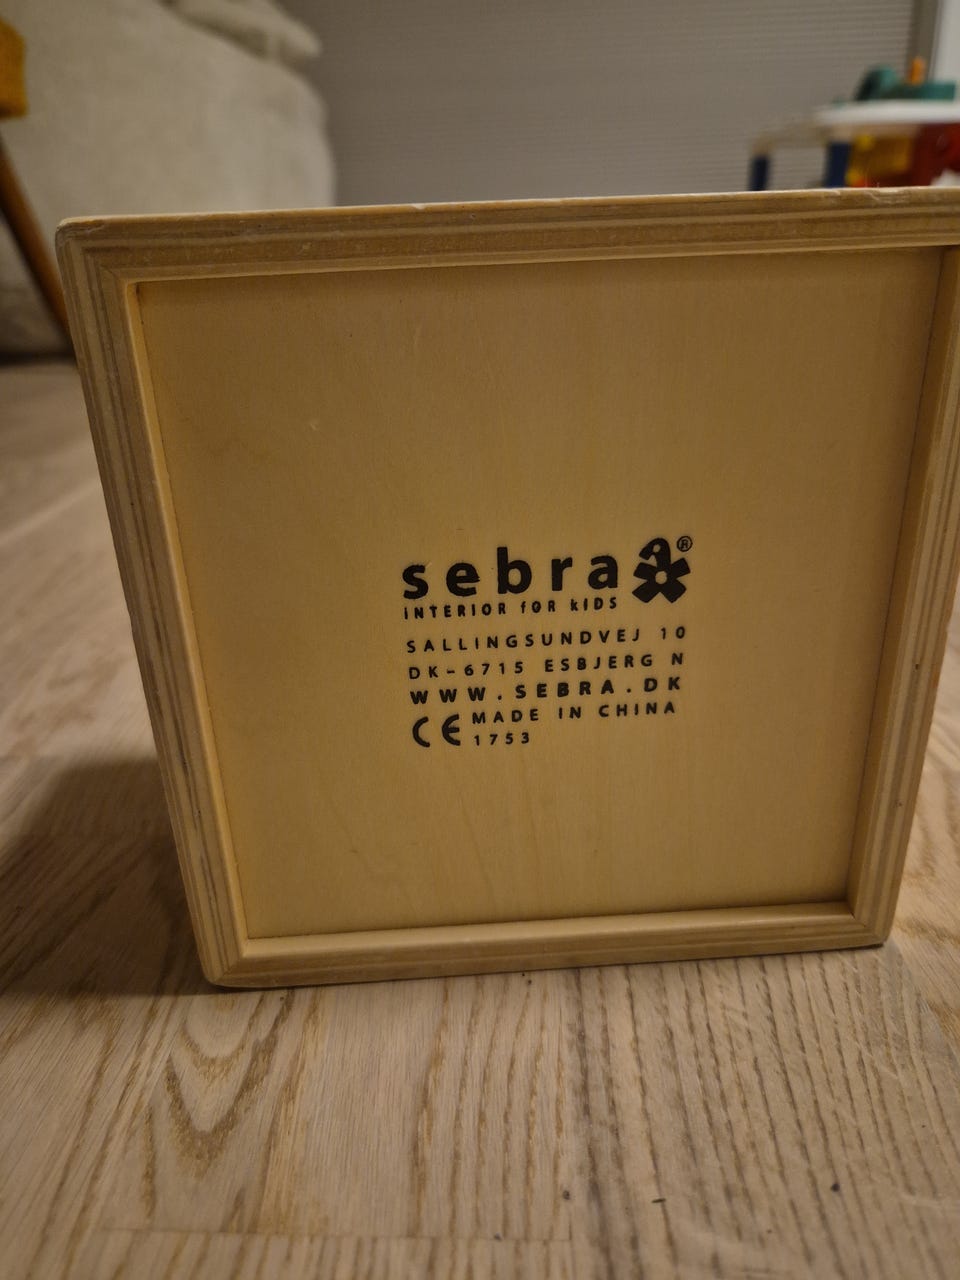 sebra®
INTERIOR fOR kIDS
SALLINGSUNDVEJ 10
DK-6715 ESBJERG N
WWW.SEBRA.DK
CE MADE IN CHINA
1753